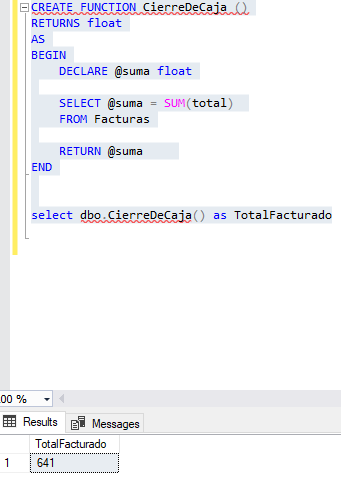 CREATE FUNCTION CierreDeCaja ()
RETURNS float
AS
BEGIN
DECLARE @suma float
SELECT @suma = SUM(total)
FROM Facturas
RETURN @suma
END
select dbo.CierreDeCaja() as TotalFacturado
00 %
Results
Messages
TotalFacturado
1
641